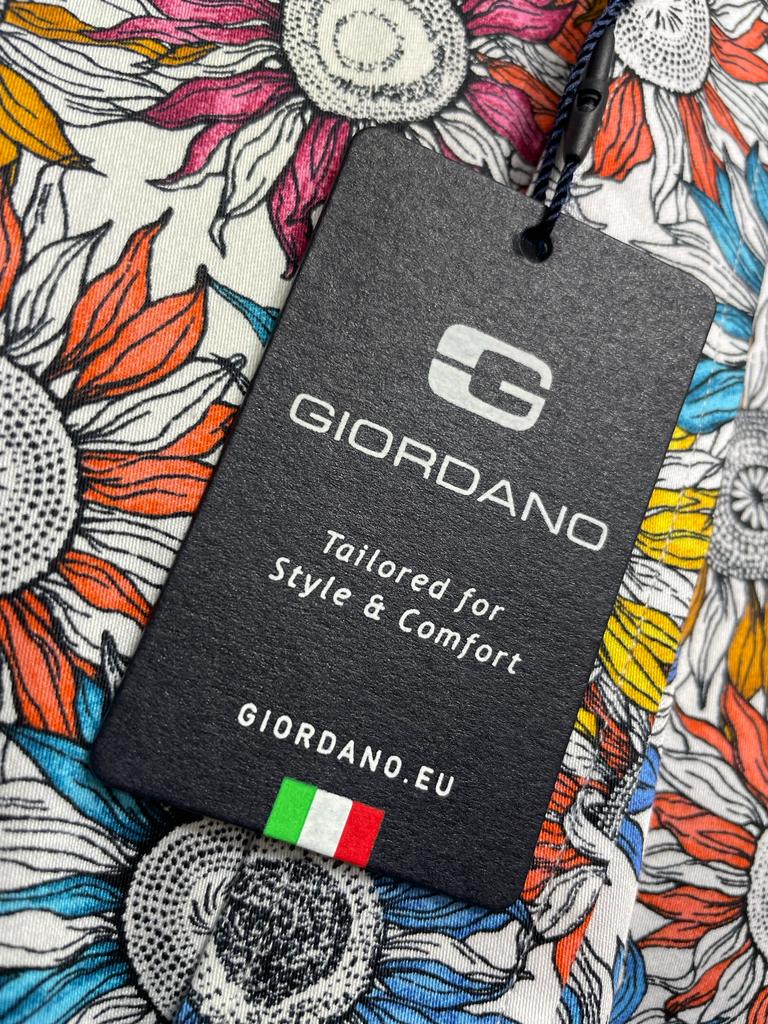 G
GIORDANO
Tailored for
Style & Comfort
GIORDANO.EU